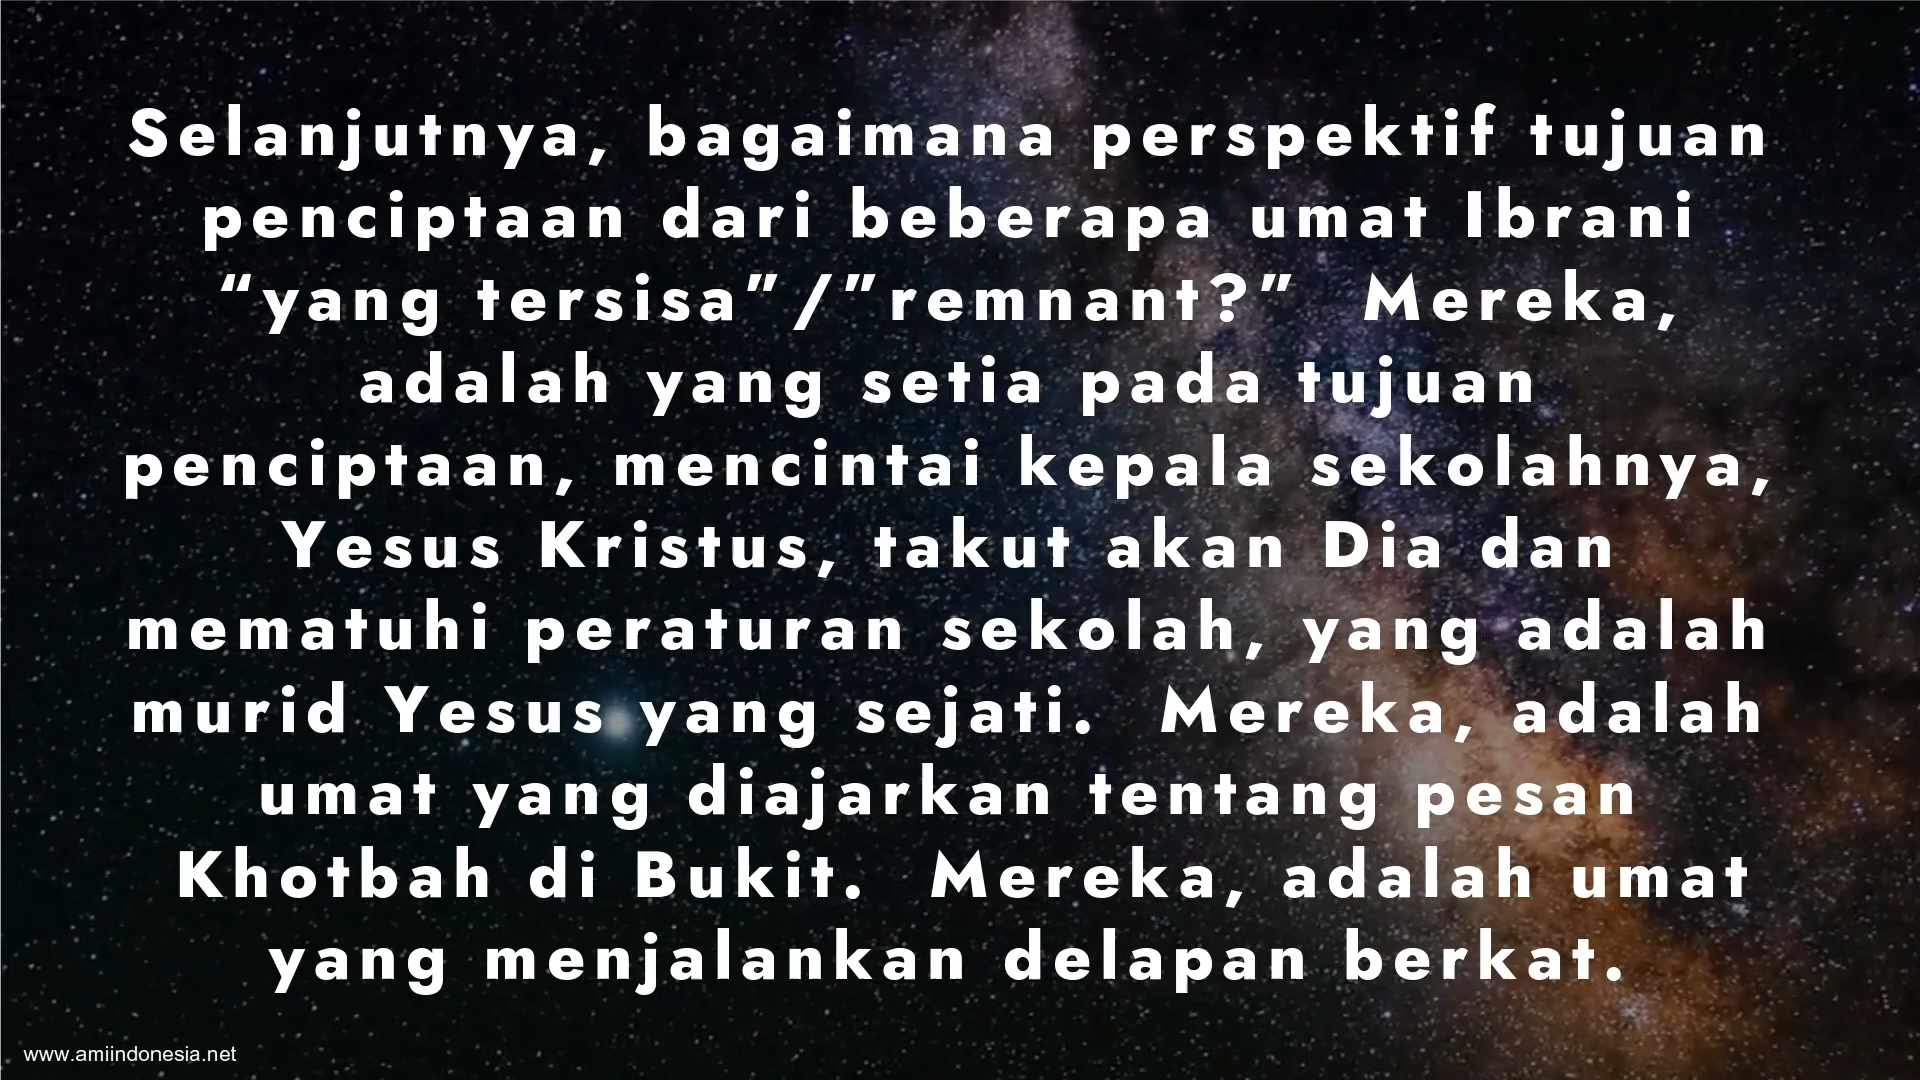 Selanjutnya, bagaimana perspektif tujuan
penciptaan dari beberapa umat Ibrani
“yang tersisa”/”remnant?”  Mereka,
adalah yang setia pada tujuan
penciptaan, mencintai kepala sekolahnya,
Yesus Kristus, takut akan Dia dan
mematuhi peraturan sekolah, yang adalah
murid Yesus yang sejati.  Mereka, adalah
umat yang diajarkan tentang pesan
Khotbah di Bukit.  Mereka, adalah umat
yang menjalankan delapan berkat.
www.amiindonesia.net